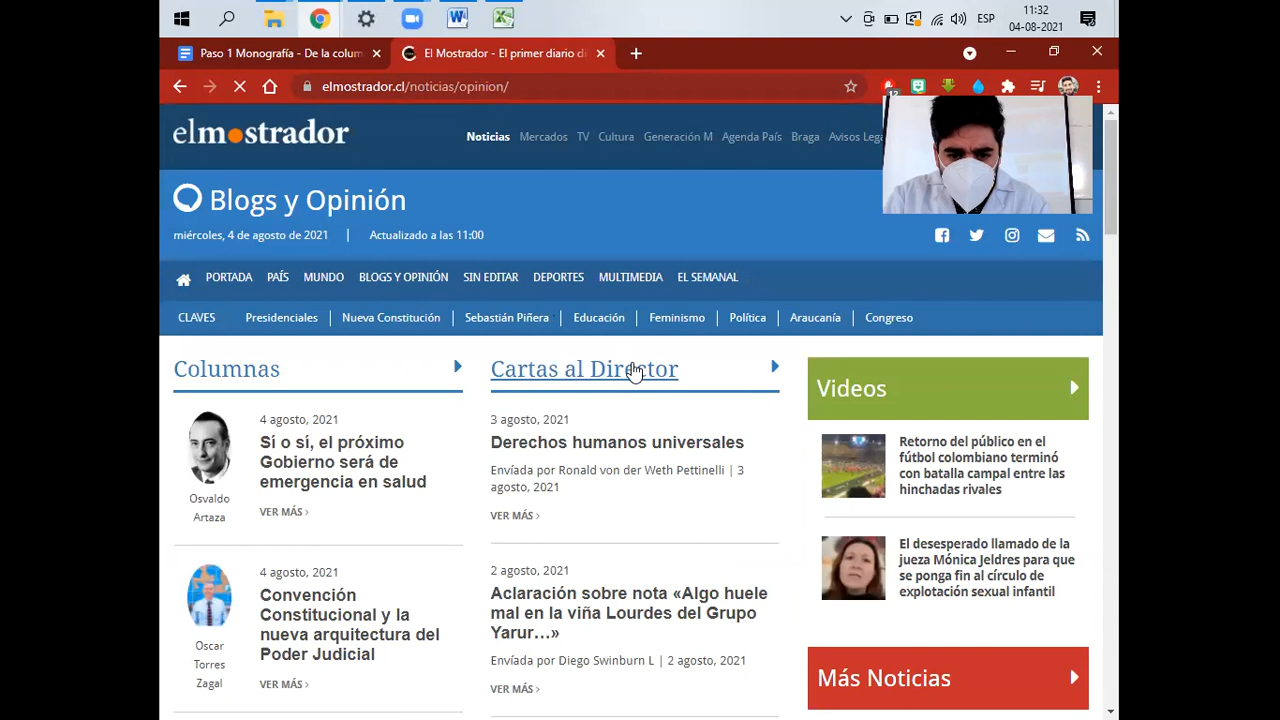 11:32
ESP
04-08-2021
Paso 1 Monografía - De la colum
El Mostrador - El primer diario di
elmostrador.cl/noticias/opinion/
12
elmostrador
Noticias Mercados TV Cultura Generación M Agenda País Braga Avisos Lega
Blogs y Opinión
miércoles, 4 de agosto de 2021 | Actualizado a las 11:00
PORTADA PAÍS MUNDO BLOGS Y OPINIÓN SIN EDITAR DEPORTES MULTIMEDIA EL SEMANAL
CLAVES Presidenciales | Nueva Constitución | Sebastián Piñera | Educación | Feminismo | Política | Araucanía | Congreso
Columnas
4 agosto, 2021
Sí o sí, el próximo
Gobierno será de
emergencia en salud
Osvaldo
Artaza
VER MÁS ›
4 agosto, 2021
Convención
Constitucional y la
nueva arquitectura del
Poder Judicial
Oscar
Torres
Zagal
VER MÁS ›
Cartas al Director
3 agosto, 2021
Derechos humanos universales
Envíada por Ronald von der Weth Pettinelli | 3
agosto, 2021
VER MÁS ›
2 agosto, 2021
Aclaración sobre nota «Algo huele
mal en la viña Lourdes del Grupo
Yarur…»
Envíada por Diego Swinburn L | 2 agosto, 2021
VER MÁS ›
Videos
Retorno del público en el
fútbol colombiano terminó
con batalla campal entre las
hinchadas rivales
El desesperado llamado de la
jueza Mónica Jeldres para que
se ponga fin al círculo de
explotación sexual infantil
Más Noticias